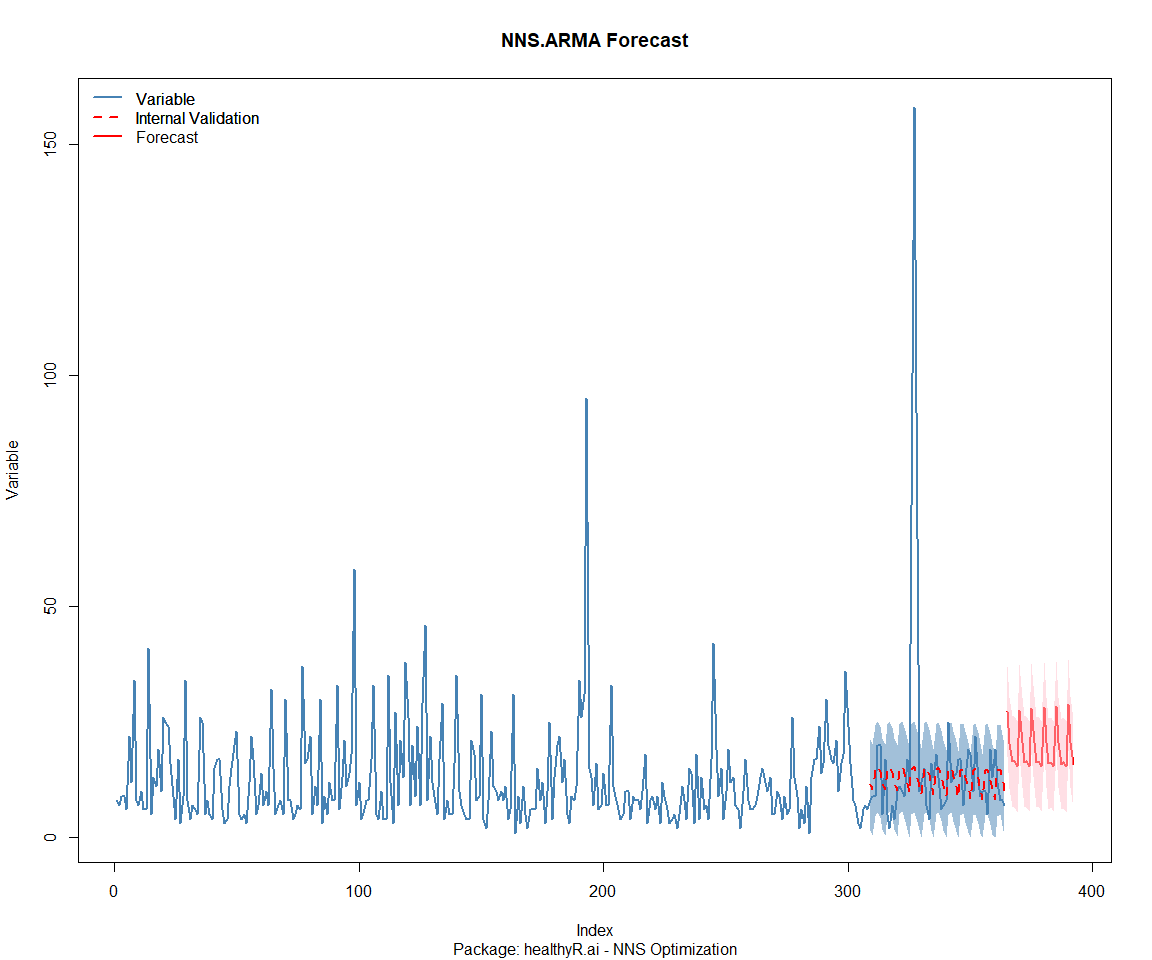 NNS.ARMA Forecast
Variable
Internal Validation
Forecast
150
100
50
0
Variable
0
100
200
300
400
Index
Package: healthyR.ai - NNS Optimization